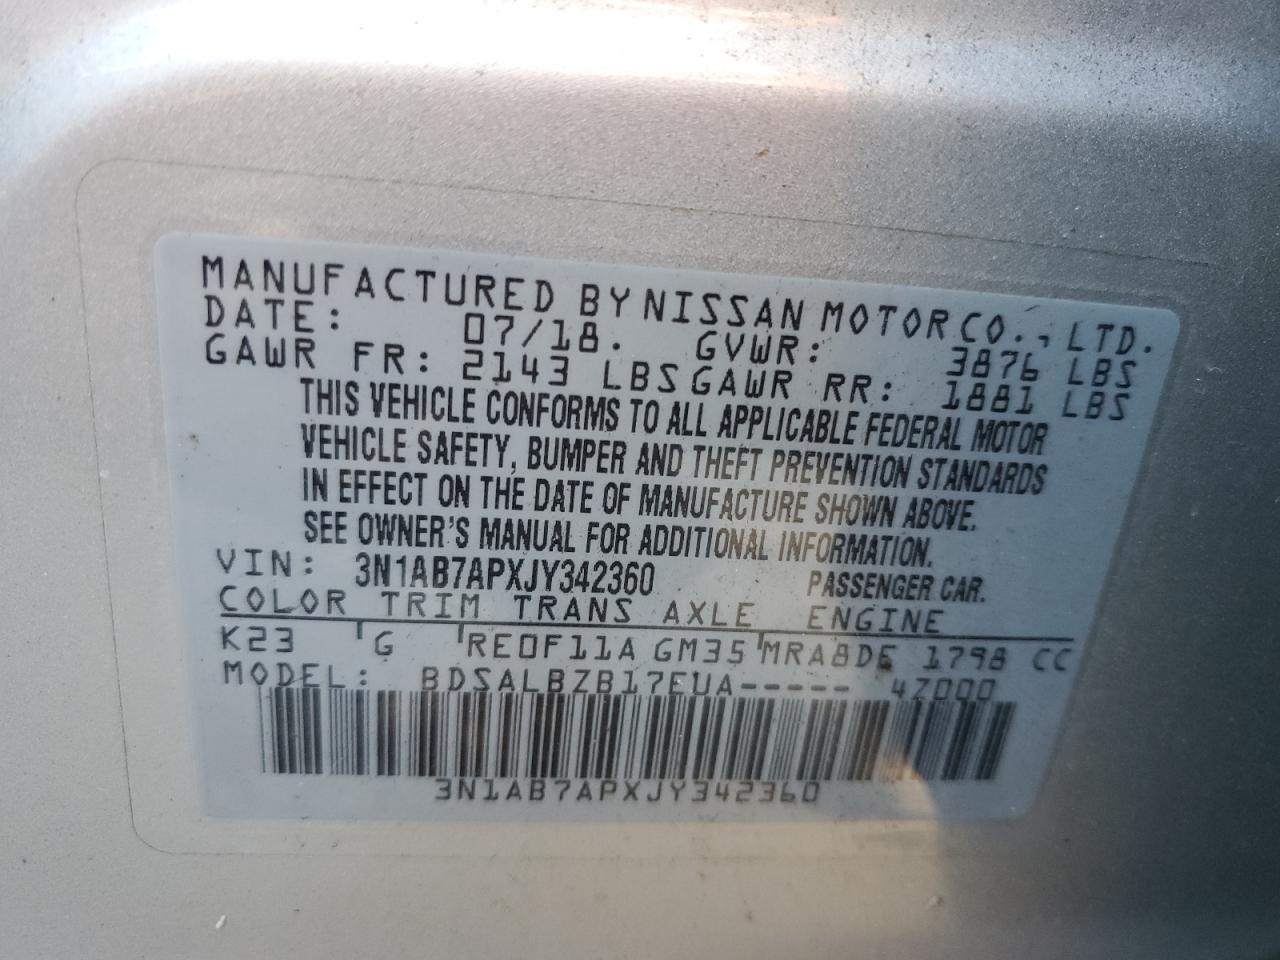 MANUFACTURED BY NISSAN MOTOR CO., LTD.
DATE: 07/18. GVWR: 3876 LBS
GAWR FR: 2143 LBS GAWR RR: 1881 LBS
THIS VEHICLE CONFORMS TO ALL APPLICABLE FEDERAL MOTOR
VEHICLE SAFETY, BUMPER AND THEFT PREVENTION STANDARDS
IN EFFECT ON THE DATE OF MANUFACTURE SHOWN ABOVE.
SEE OWNER'S MANUAL FOR ADDITIONAL INFORMATION.
VIN: 3N1AB7APXJY342360 PASSENGER CAR.
COLOR TRIM TRANS AXLE ENGINE
K23 G RE0F11A GM35 MRA8DE 1798 CC
MODEL: BDSALBZB17EUA----- 4Z000
3N1AB7APXJY342360